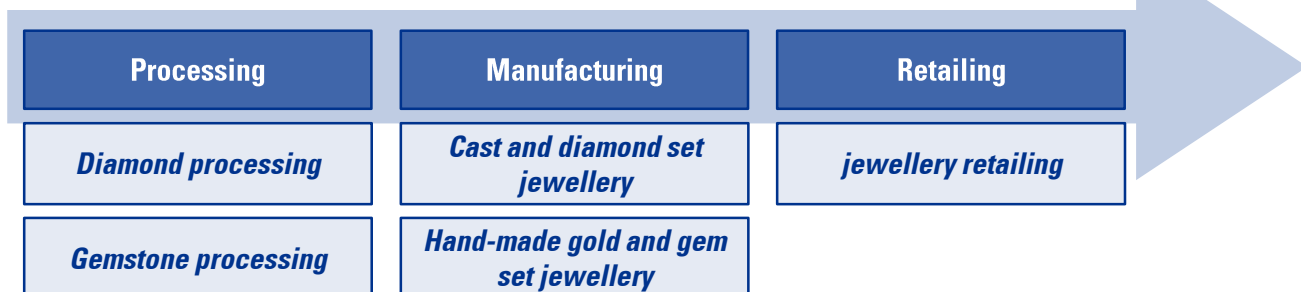 Processing
Manufacturing
Retailing
Diamond processing
Cast and diamond set
jewellery
jewellery retailing
Gemstone processing
Hand-made gold and gem
set jewellery